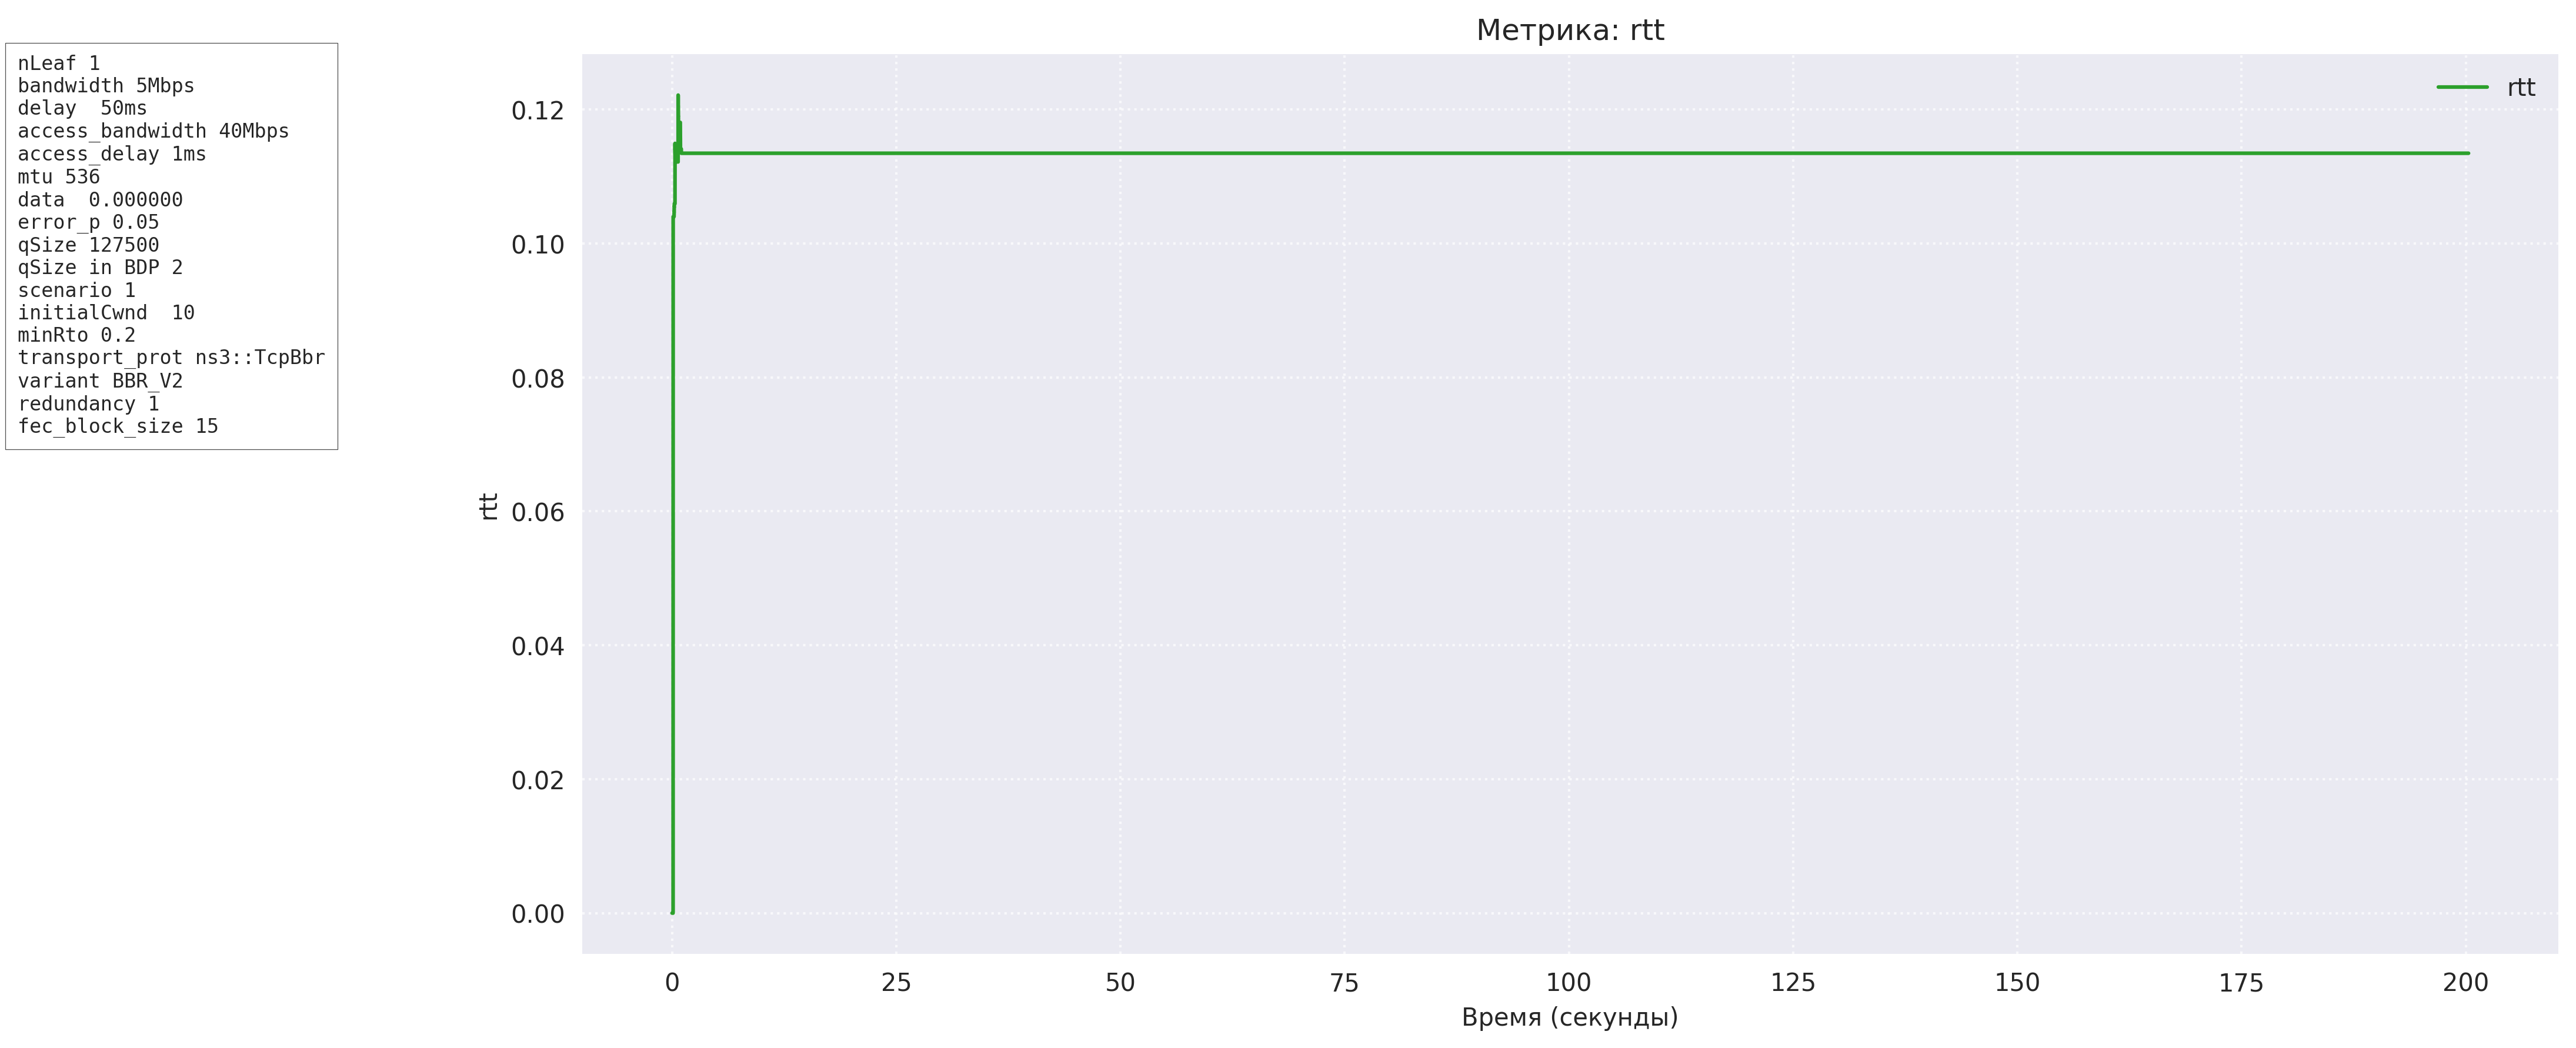 Метрика: rtt
nLeaf 1
bandwidth 5Mbps
delay  50ms
access_bandwidth 40Mbps
access_delay 1ms
mtu 536
data  0.000000
error_p 0.05
qSize 127500
qSize in BDP 2
scenario 1
initialCwnd  10
minRto 0.2
transport_prot ns3::TcpBbr
variant BBR_V2
redundancy 1
fec_block_size 15
rtt
0.12
0.10
0.08
0.06
0.04
0.02
0.00
rtt
0 25 50 75 100 125 150 175 200
Время (секунды)